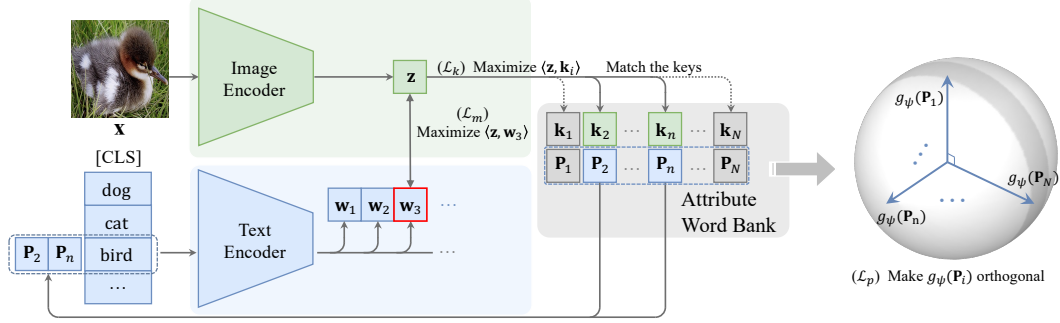 x
Image
Encoder
z
(ℒ_k) Maximize ⟨z, k_i⟩
Match the keys
(ℒ_m)
Maximize ⟨z, w_3⟩
k_1 k_2 ⋯ k_n ⋯ k_N
P_1 P_2 ⋯ P_n ⋯ P_N
Attribute
Word Bank
[CLS]
dog
cat
P_2 P_n bird
⋯
Text
Encoder
w_1 w_2 w_3 ⋯
⋯
g_ψ(P_1)
g_ψ(P_N)
g_ψ(P_n)
(ℒ_p) Make g_ψ(P_i) orthogonal